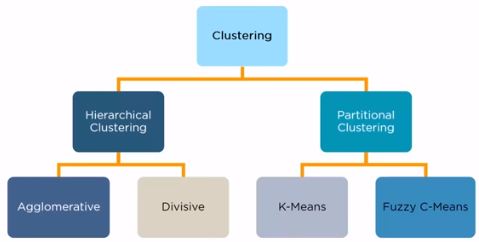 Clustering
Hierarchical
Clustering
Partitional
Clustering
Agglomerative
Divisive
K-Means
Fuzzy C-Means